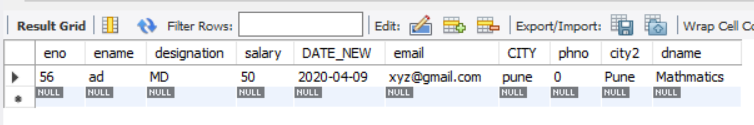 Result Grid Filter Rows: Edit: Export/Import: Wrap Cell Co
eno ename designation salary DATE_NEW email CITY phno city2 dname
56 ad MD 50 2020-04-09 xyz@gmail.com pune 0 Pune Mathmatics
NULL NULL NULL NULL NULL NULL NULL NULL NULL NULL